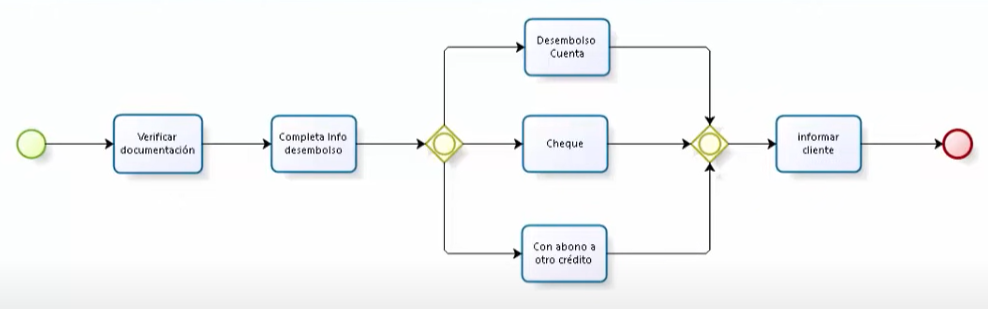 Desembolso
Cuenta
Verificar
documentación
Completa Info
desembolso
Cheque
informar
cliente
Con abono a
otro crédito